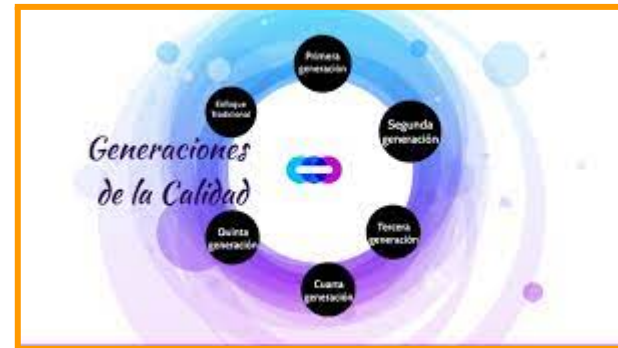 Generaciones
de la Calidad
Primera
generación
Segunda
generación
Tercera
generación
Cuarta
generación
Quinta
generación
Enfoque
Tradicional